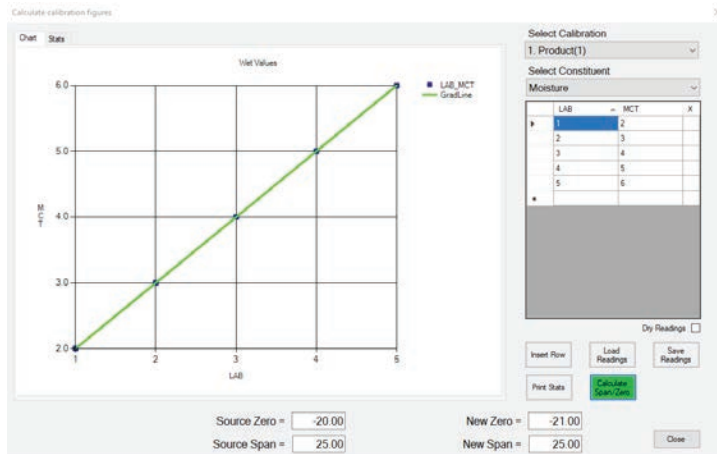 Calculate calibration figures
Chart Stats
Wet Values
6.0
5.0
4.0
3.0
2.0
MCT
1 2 3 4 5
LAB
LAB_MCT
GradLine
Select Calibration
1. Product(1)
Select Constituent
Moisture
LAB MCT X
1 2
2 3
3 4
4 5
5 6
Dry Readings
Insert Row
Load
Readings
Save
Readings
Print Stats
Calculate
Span/Zero
Source Zero = -20.00
New Zero = -21.00
Source Span = 25.00
New Span = 25.00
Close